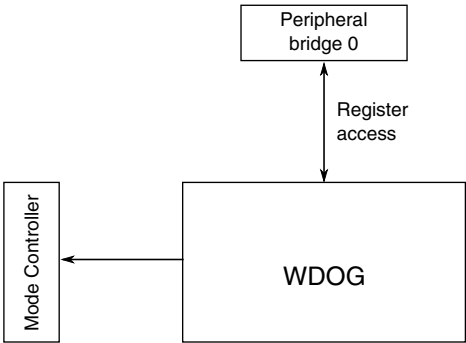 Peripheral
bridge 0
Register
access
Mode Controller
WDOG